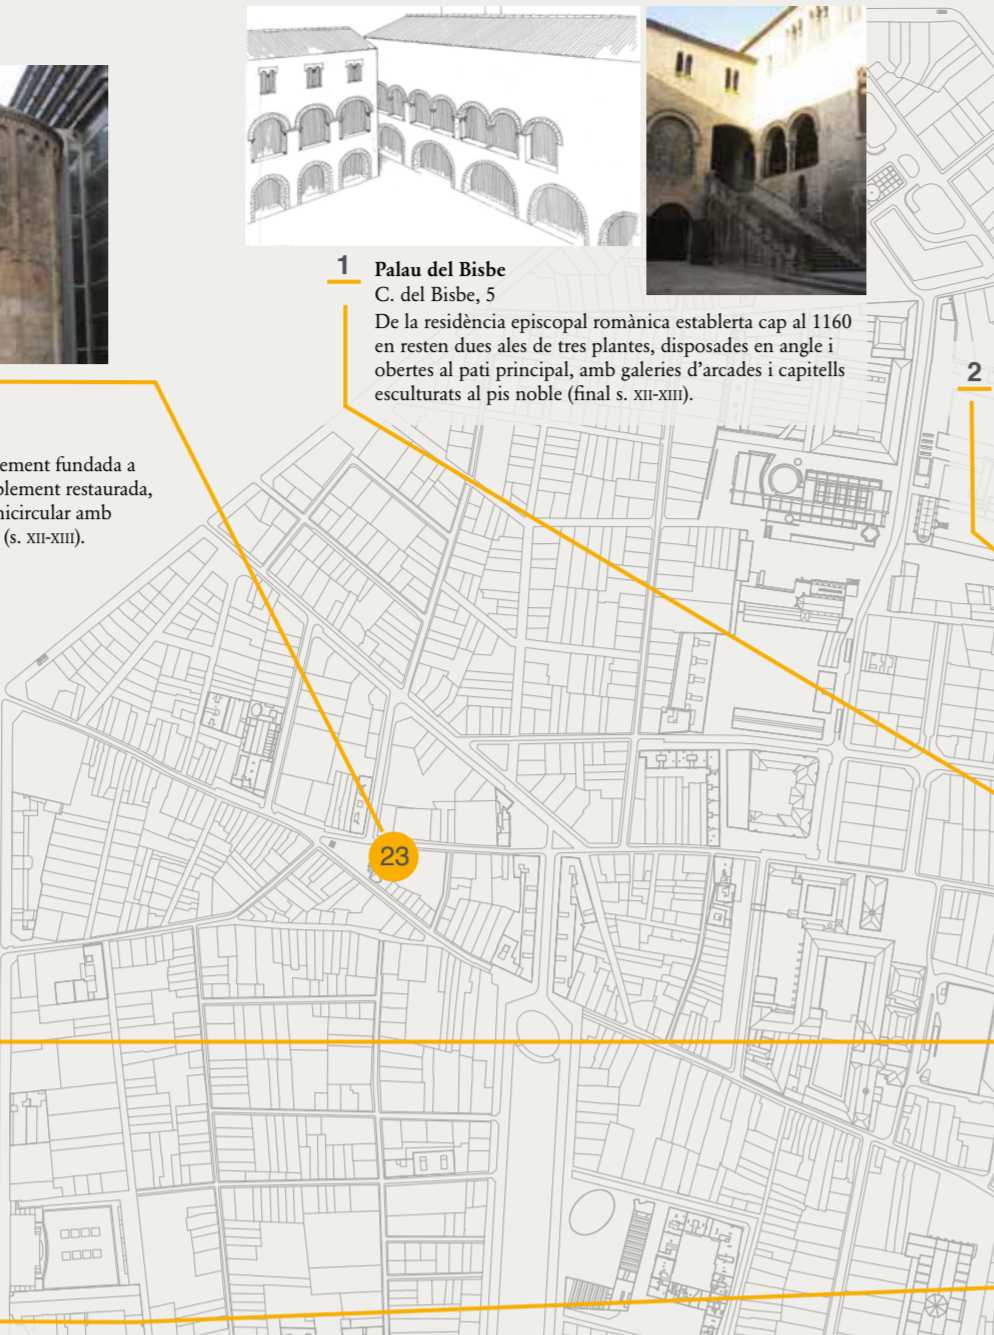 1
Palau del Bisbe
C. del Bisbe, 5
De la residència episcopal romànica establerta cap al 1160
en resten dues ales de tres plantes, disposades en angle i
obertes al pati principal, amb galeries d’arcades i capitells
esculturats al pis noble (final s. XII-XIII).
2
ement fundada a
olement restaurada,
nicircular amb
(s. XII-XIII).
23